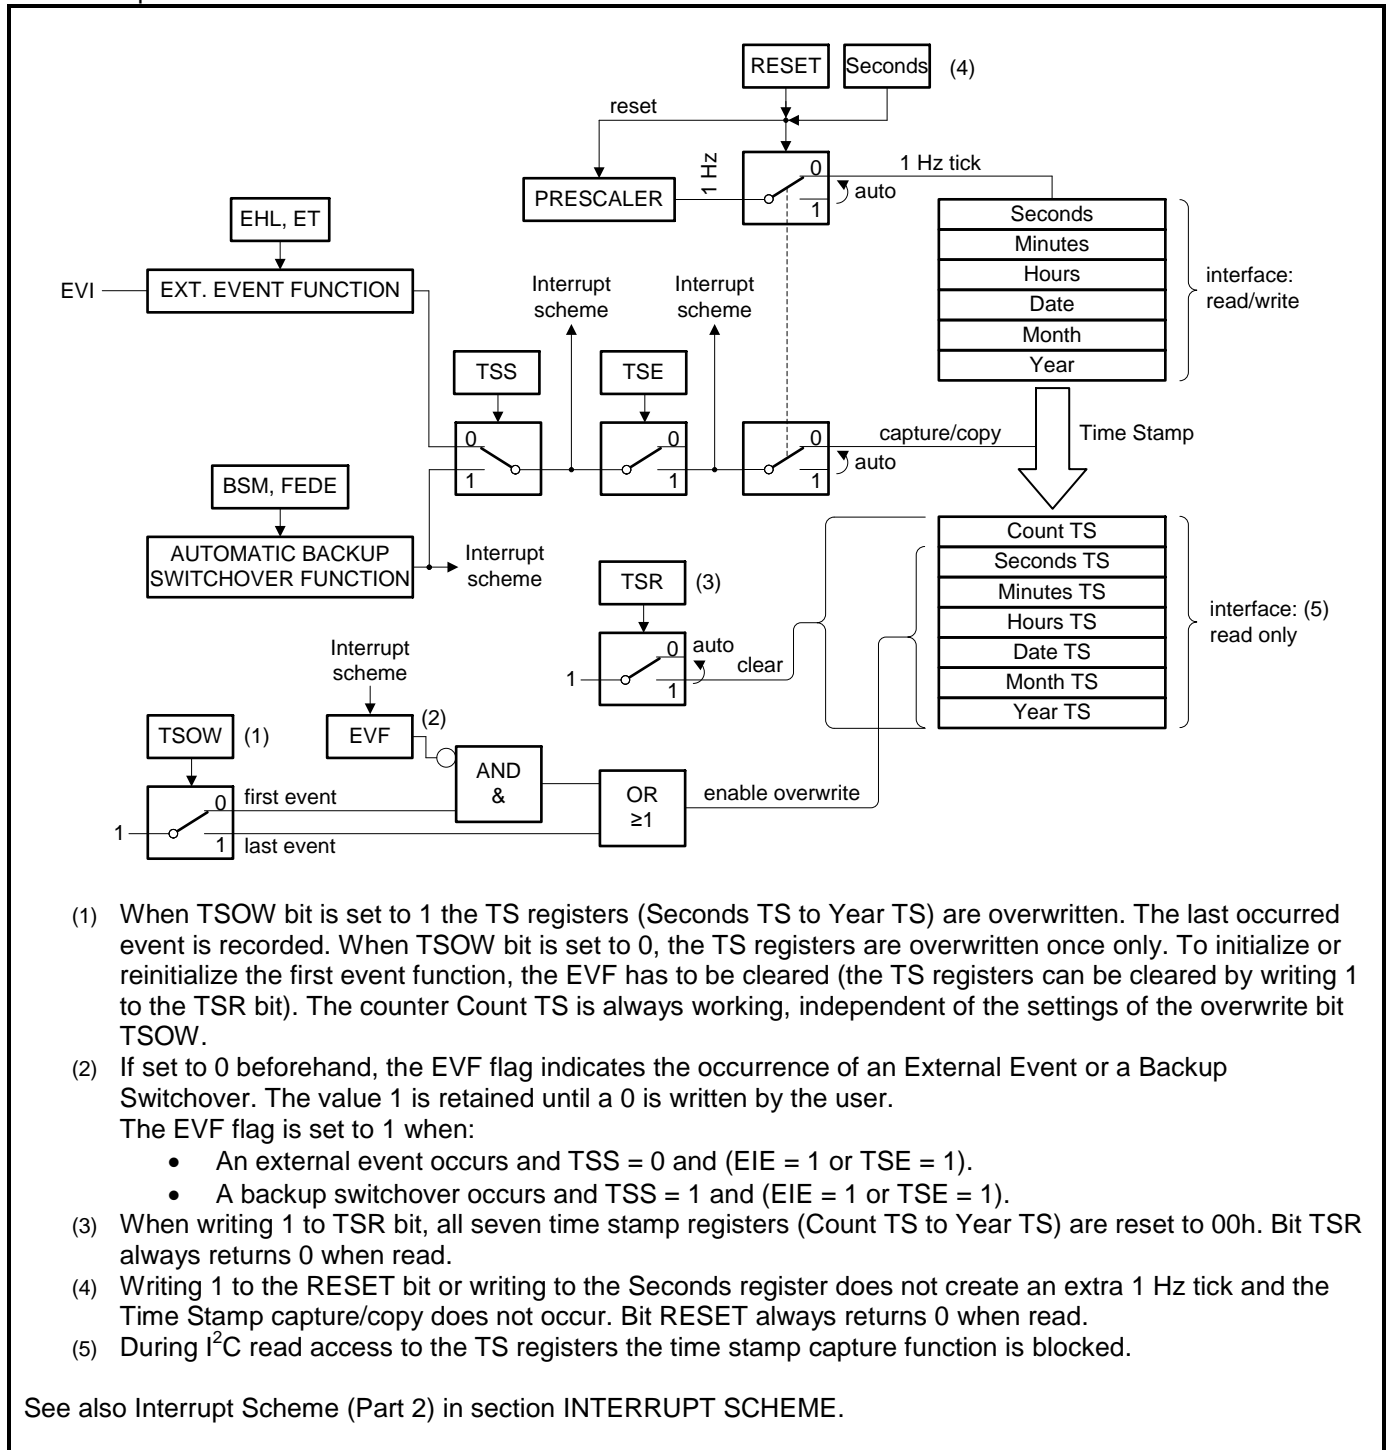 RESET Seconds (4)
reset
1 Hz
0 1 Hz tick
PRESCALER
auto
1
EHL, ET
Seconds
Minutes
Hours
Date
Month
Year
interface:
read/write
EVI EXT. EVENT FUNCTION
Interrupt
scheme
Interrupt
scheme
TSS TSE
0 0 0 capture/copy Time Stamp
1 1 1 auto
BSM, FEDE
AUTOMATIC BACKUP
SWITCHOVER FUNCTION
Interrupt
scheme
Count TS
Seconds TS
Minutes TS
Hours TS
Date TS
Month TS
Year TS
interface: (5)
read only
TSR (3)
0 auto
1 1 clear
Interrupt
scheme
TSOW (1)
EVF (2)
AND
&
OR
≥1
enable overwrite
0 first event
1
1 last event
(1) When TSOW bit is set to 1 the TS registers (Seconds TS to Year TS) are overwritten. The last occurred
event is recorded. When TSOW bit is set to 0, the TS registers are overwritten once only. To initialize or
reinitialize the first event function, the EVF has to be cleared (the TS registers can be cleared by writing 1
to the TSR bit). The counter Count TS is always working, independent of the settings of the overwrite bit
TSOW.
(2) If set to 0 beforehand, the EVF flag indicates the occurrence of an External Event or a Backup
Switchover. The value 1 is retained until a 0 is written by the user.
The EVF flag is set to 1 when:
• An external event occurs and TSS = 0 and (EIE = 1 or TSE = 1).
• A backup switchover occurs and TSS = 1 and (EIE = 1 or TSE = 1).
(3) When writing 1 to TSR bit, all seven time stamp registers (Count TS to Year TS) are reset to 00h. Bit TSR
always returns 0 when read.
(4) Writing 1 to the RESET bit or writing to the Seconds register does not create an extra 1 Hz tick and the
Time Stamp capture/copy does not occur. Bit RESET always returns 0 when read.
(5) During I²C read access to the TS registers the time stamp capture function is blocked.
See also Interrupt Scheme (Part 2) in section INTERRUPT SCHEME.